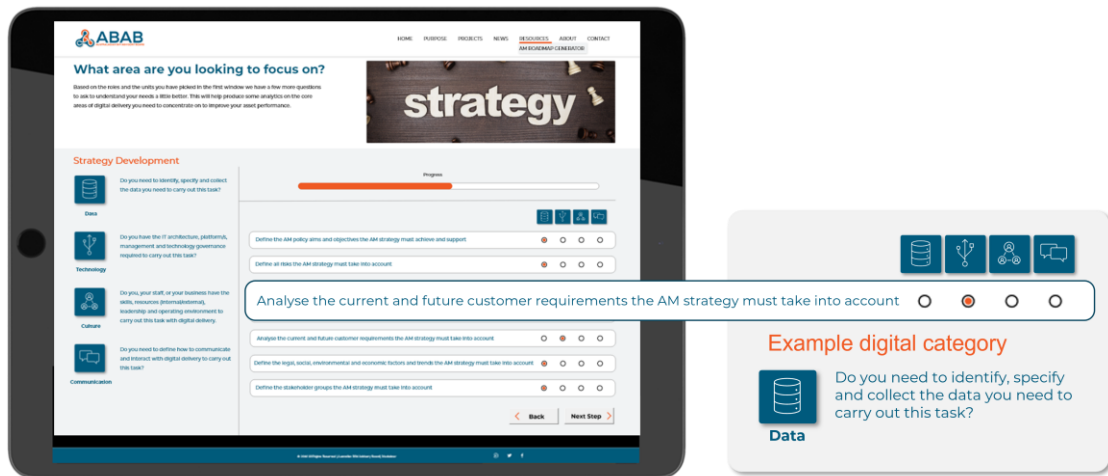 ABAB
HOME PURPOSE PROJECTS NEWS RESOURCES ABOUT CONTACT
AM ROADMAP GENERATOR
What area are you looking to focus on?
Based on the roles and the units you have picked in the first window we have a few more questions
to ask to understand your needs a little better. This will help produce some analytics on the core
areas of digital delivery you need to concentrate on to improve your asset performance.
strategy
Strategy Development
Do you need to identify, specify and collect
the data you need to carry out this task?
Data
Do you have the IT architecture, platform/s,
management and technology governance
required to carry out this task?
Technology
Do you, your staff, or your business have the
skills, resources (internal/external),
leadership and operating environment to
carry out this task with digital delivery.
Culture
Do you need to define how to communicate
and interact with digital delivery to carry out
this task?
Communication
Progress
Define the AM policy aims and objectives the AM strategy must achieve and support
Define all risks the AM strategy must take into account
Analyse the current and future customer requirements the AM strategy must take into account
Analyse the current and future customer requirements the AM strategy must take into account
Define the legal, social, environmental and economic factors and trends the AM strategy must take into account
Define the stakeholder groups the AM strategy must take into account
Back
Next Step
Example digital category
Do you need to identify, specify
and collect the data you need to
carry out this task?
Data